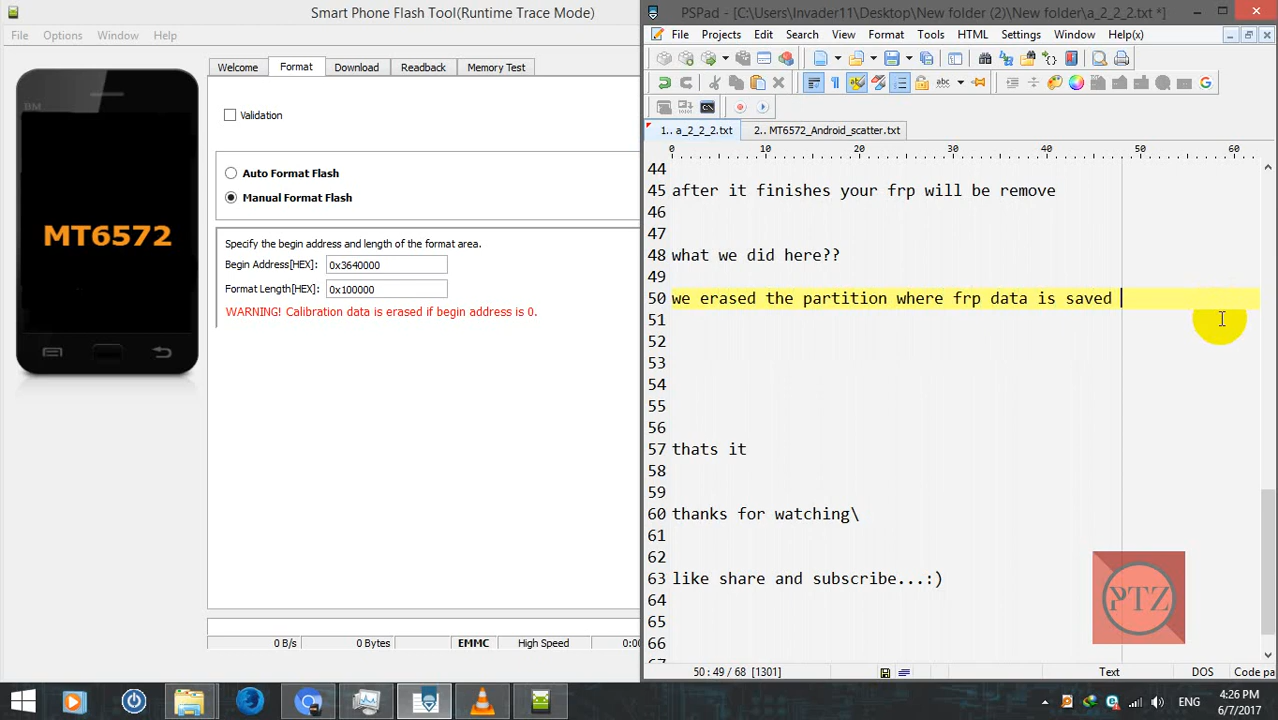 Smart Phone Flash Tool(Runtime Trace Mode)
File Options Window Help
BM
MT6572
Welcome Format Download Readback Memory Test
Validation
Auto Format Flash
Manual Format Flash
Specify the begin address and length of the format area.
Begin Address[HEX]: 0x3640000
Format Length[HEX]: 0x100000
WARNING! Calibration data is erased if begin address is 0.
0 B/s 0 Bytes EMMC High Speed 0:00
PSPad - [C:\Users\Invader11\Desktop\New folder (2)\New folder\a_2_2_2.txt *]
File Projects Edit Search View Format Tools HTML Settings Window Help(x)
1.. a_2_2_2.txt 2.. MT6572_Android_scatter.txt
0 10 20 30 40 50 60
44
45 after it finishes your frp will be remove
46
47
48 what we did here??
49
50 we erased the partition where frp data is saved
51
52
53
54
55
56
57 thats it
58
59
60 thanks for watching\
61
62
63 like share and subscribe...:)
64
65
66
67
PTZ
50 : 49 / 68 [1301] Text DOS Code pa
ENG
4:26 PM
6/7/2017